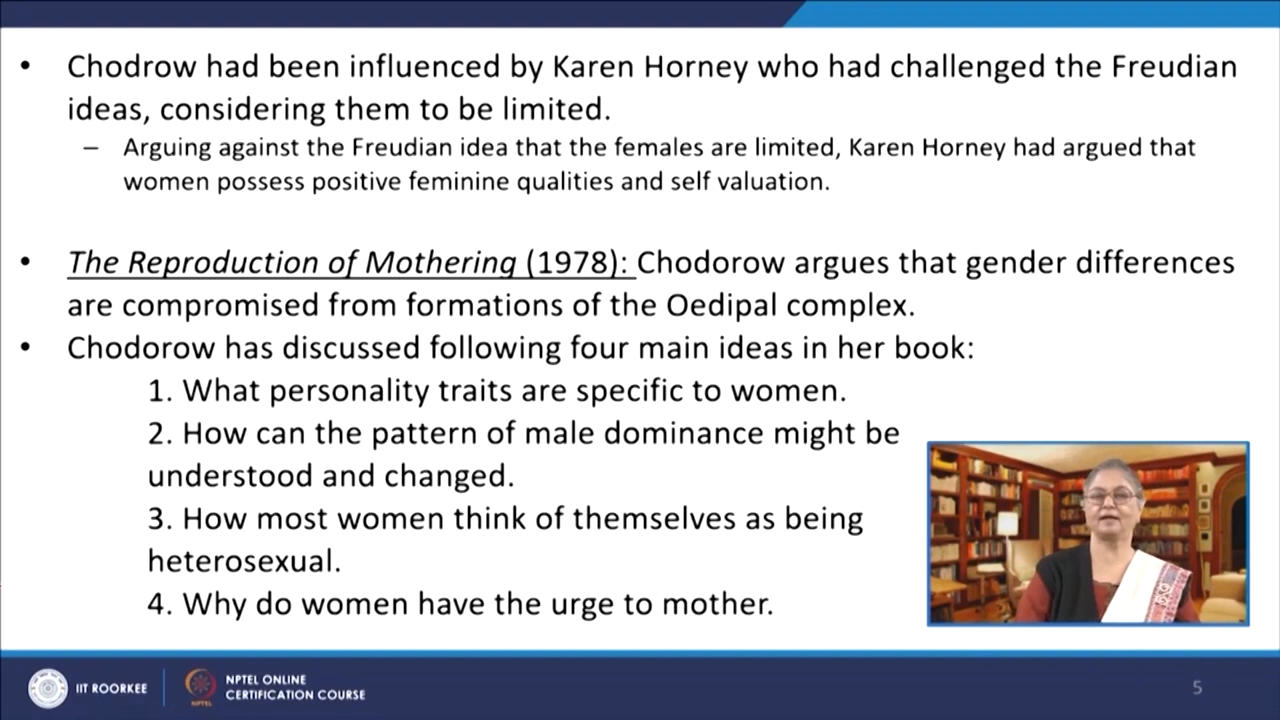 • Chodrow had been influenced by Karen Horney who had challenged the Freudian
ideas, considering them to be limited.
– Arguing against the Freudian idea that the females are limited, Karen Horney had argued that
women possess positive feminine qualities and self valuation.
• The Reproduction of Mothering (1978): Chodorow argues that gender differences
are compromised from formations of the Oedipal complex.
• Chodorow has discussed following four main ideas in her book:
1. What personality traits are specific to women.
2. How can the pattern of male dominance might be
understood and changed.
3. How most women think of themselves as being
heterosexual.
4. Why do women have the urge to mother.
IIT ROORKEE
NPTEL
NPTEL ONLINE
CERTIFICATION COURSE
5